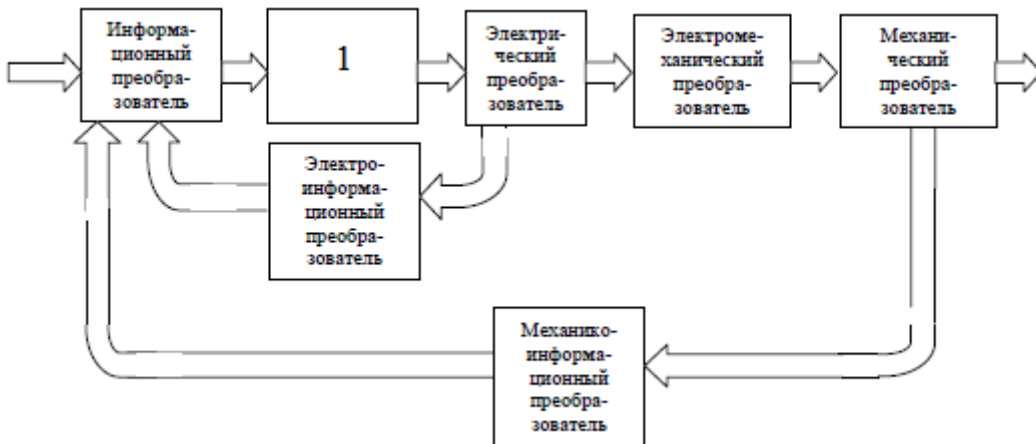 Информа-
ционный
преобра-
зователь
1
Электри-
ческий
преобра-
зователь
Электроме-
ханический
преобра-
зователь
Механи-
ческий
преобра-
зователь
Электро-
информа-
ционный
преобра-
зователь
Механико-
информа-
ционный
преобра-
зователь